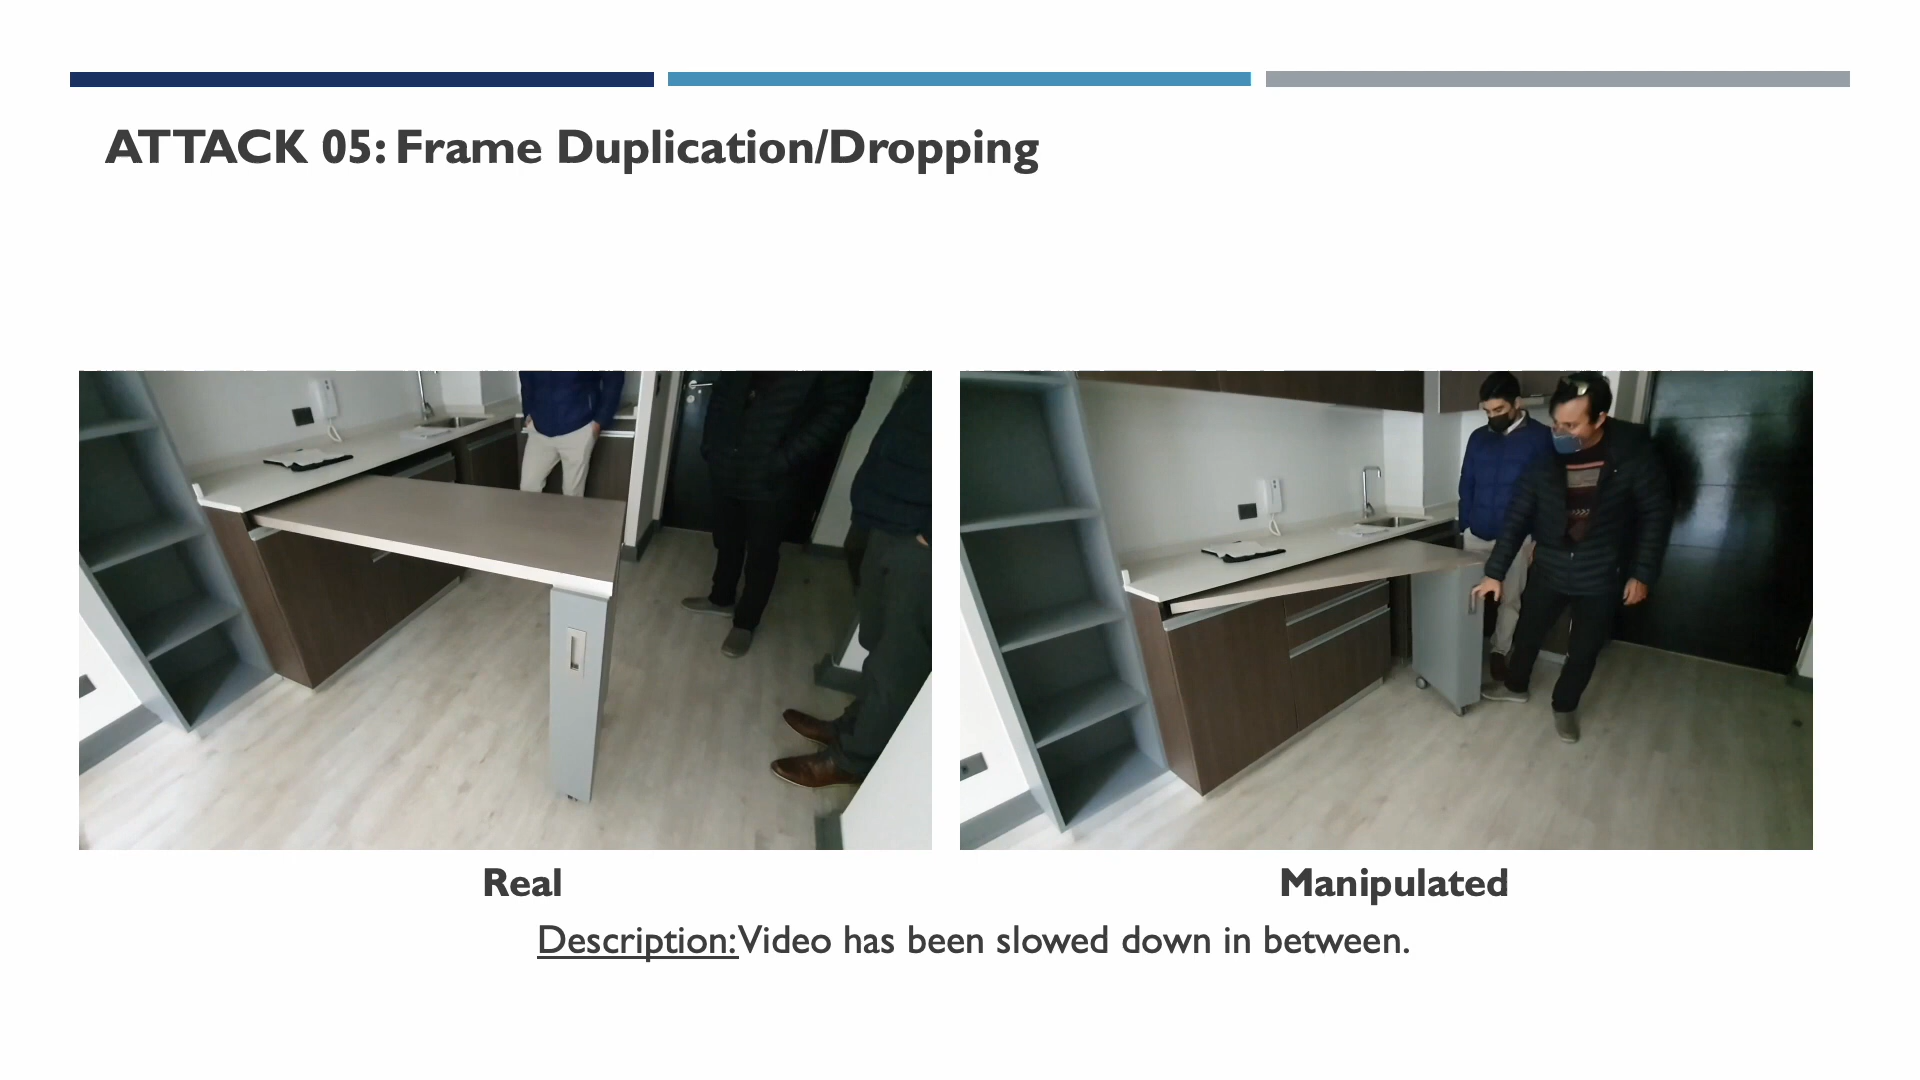 ATTACK 05: Frame Duplication/Dropping
Real
Manipulated
Description: Video has been slowed down in between.